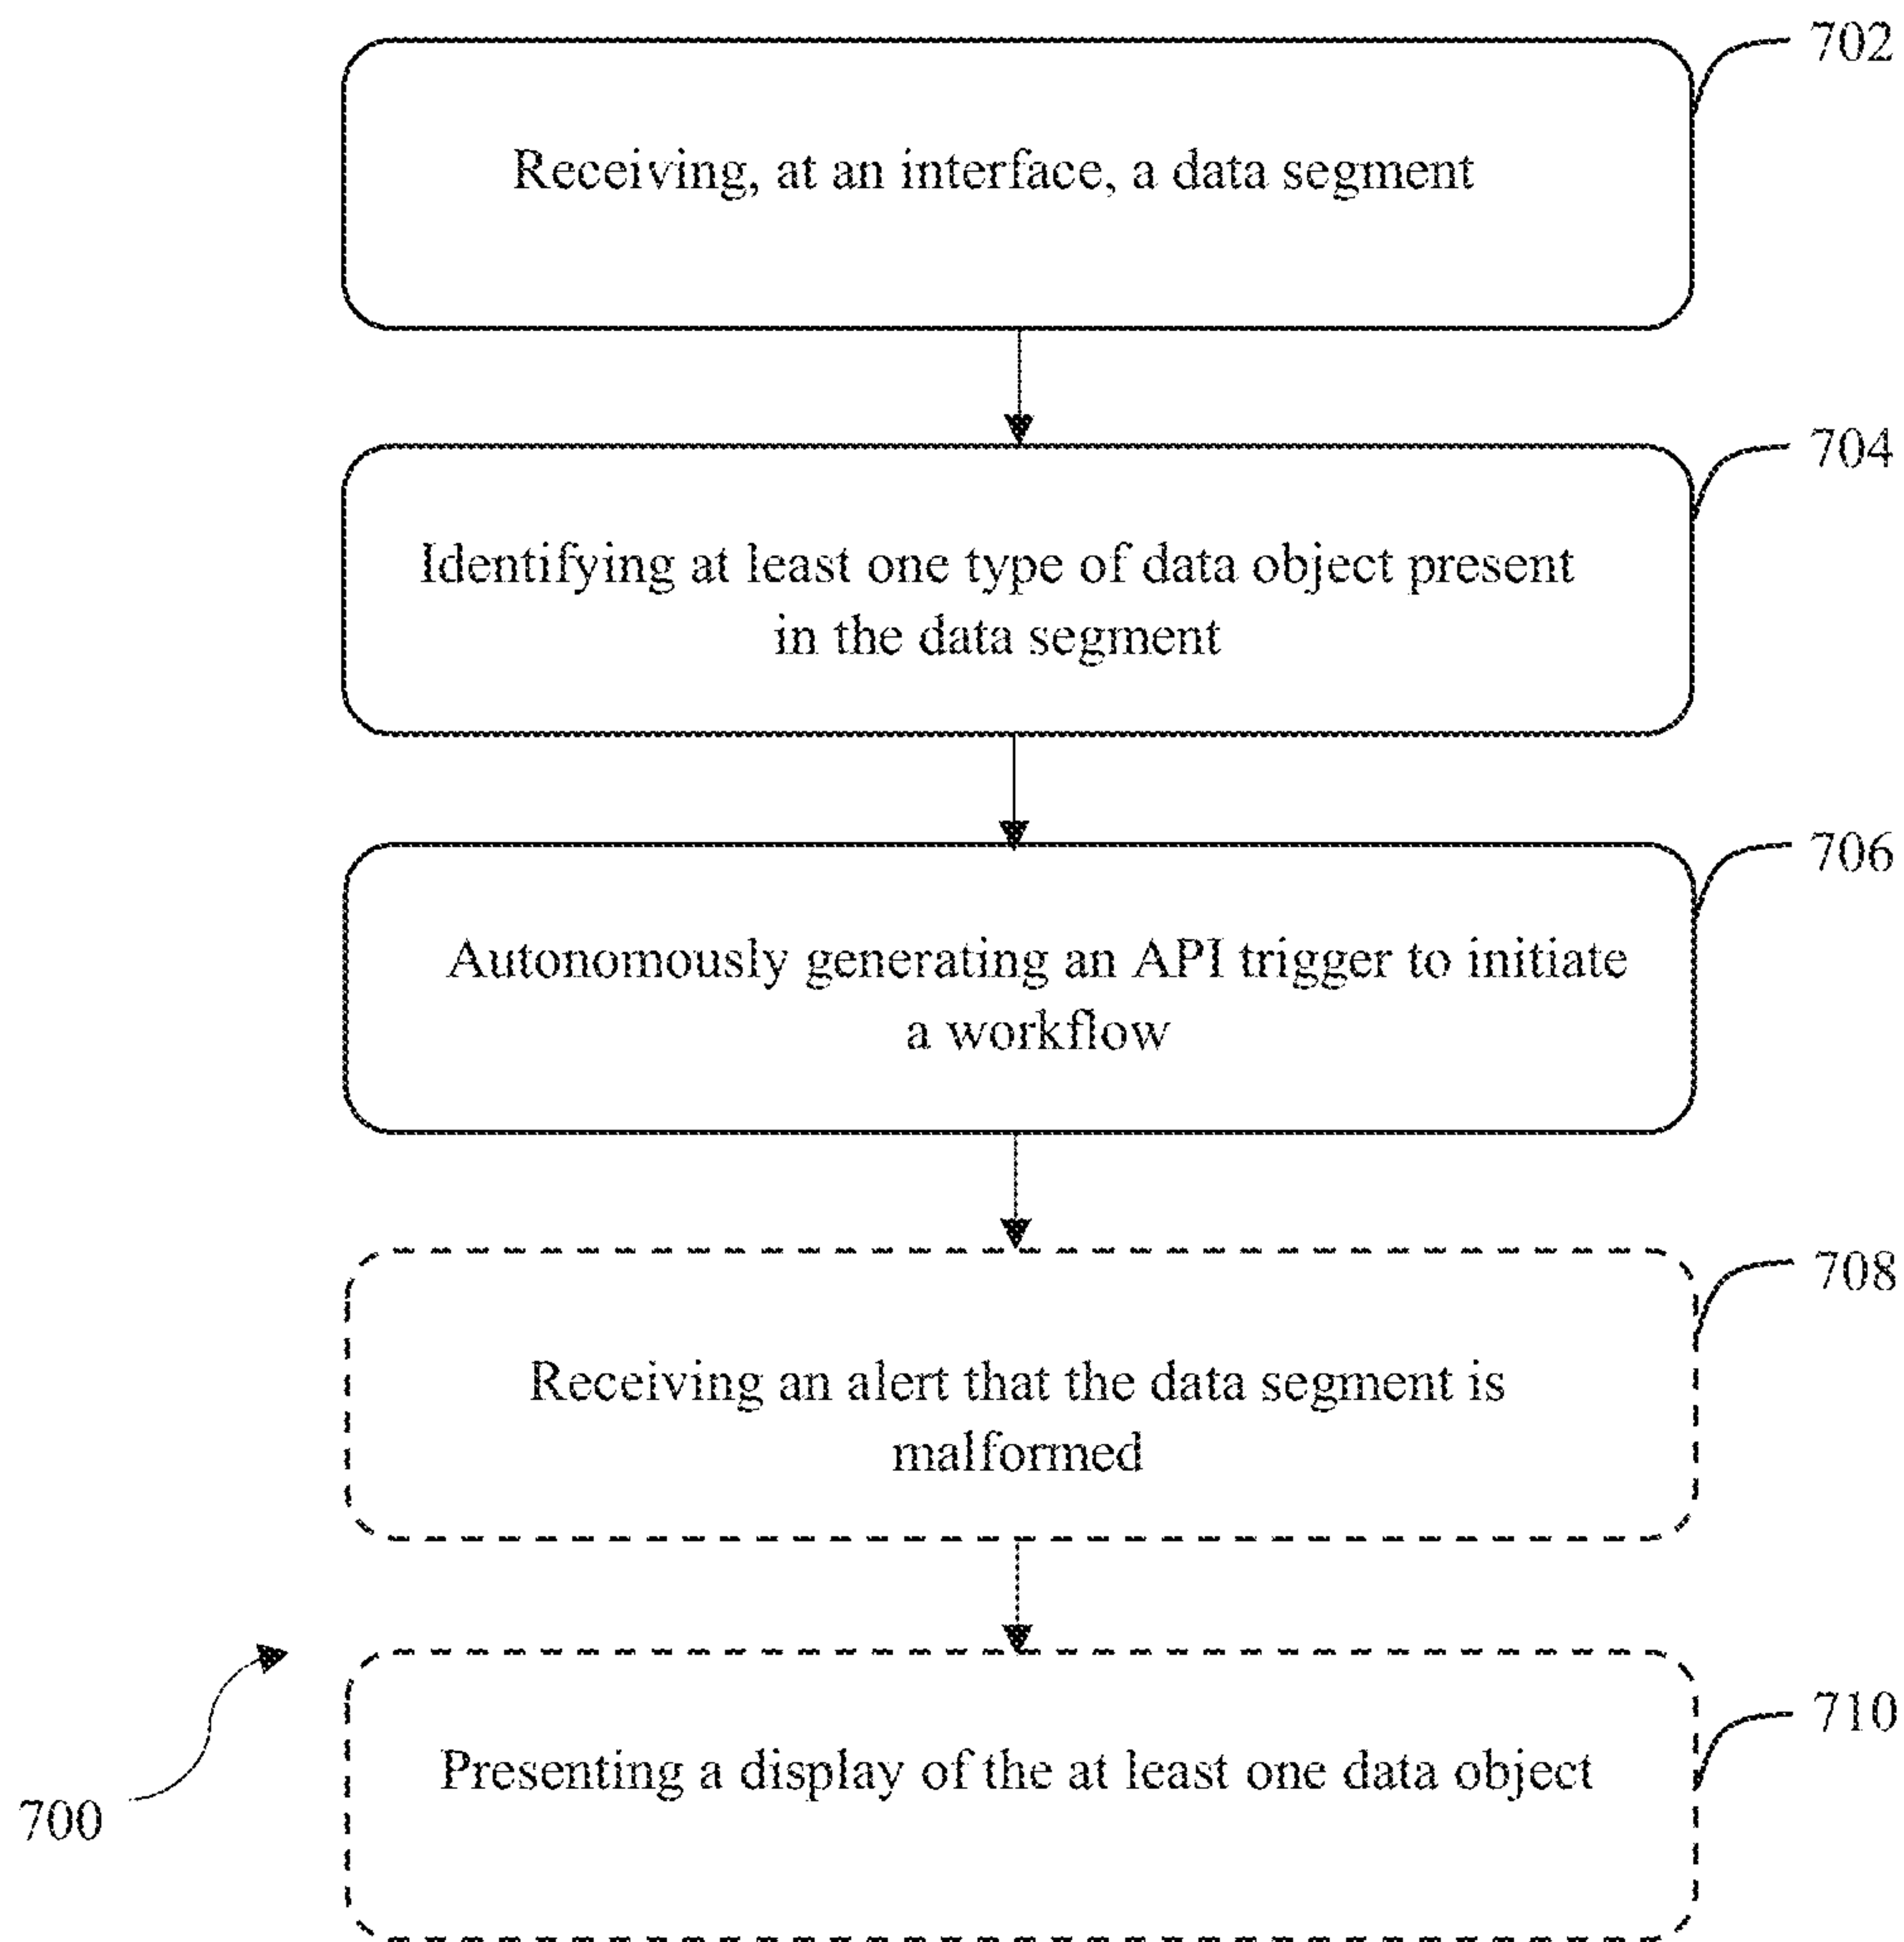 702
Receiving, at an interface, a data segment
704
Identifying at least one type of data object present
in the data segment
706
Autonomously generating an API trigger to initiate
a workflow
708
Receiving an alert that the data segment is
malformed
710
Presenting a display of the at least one data object
700